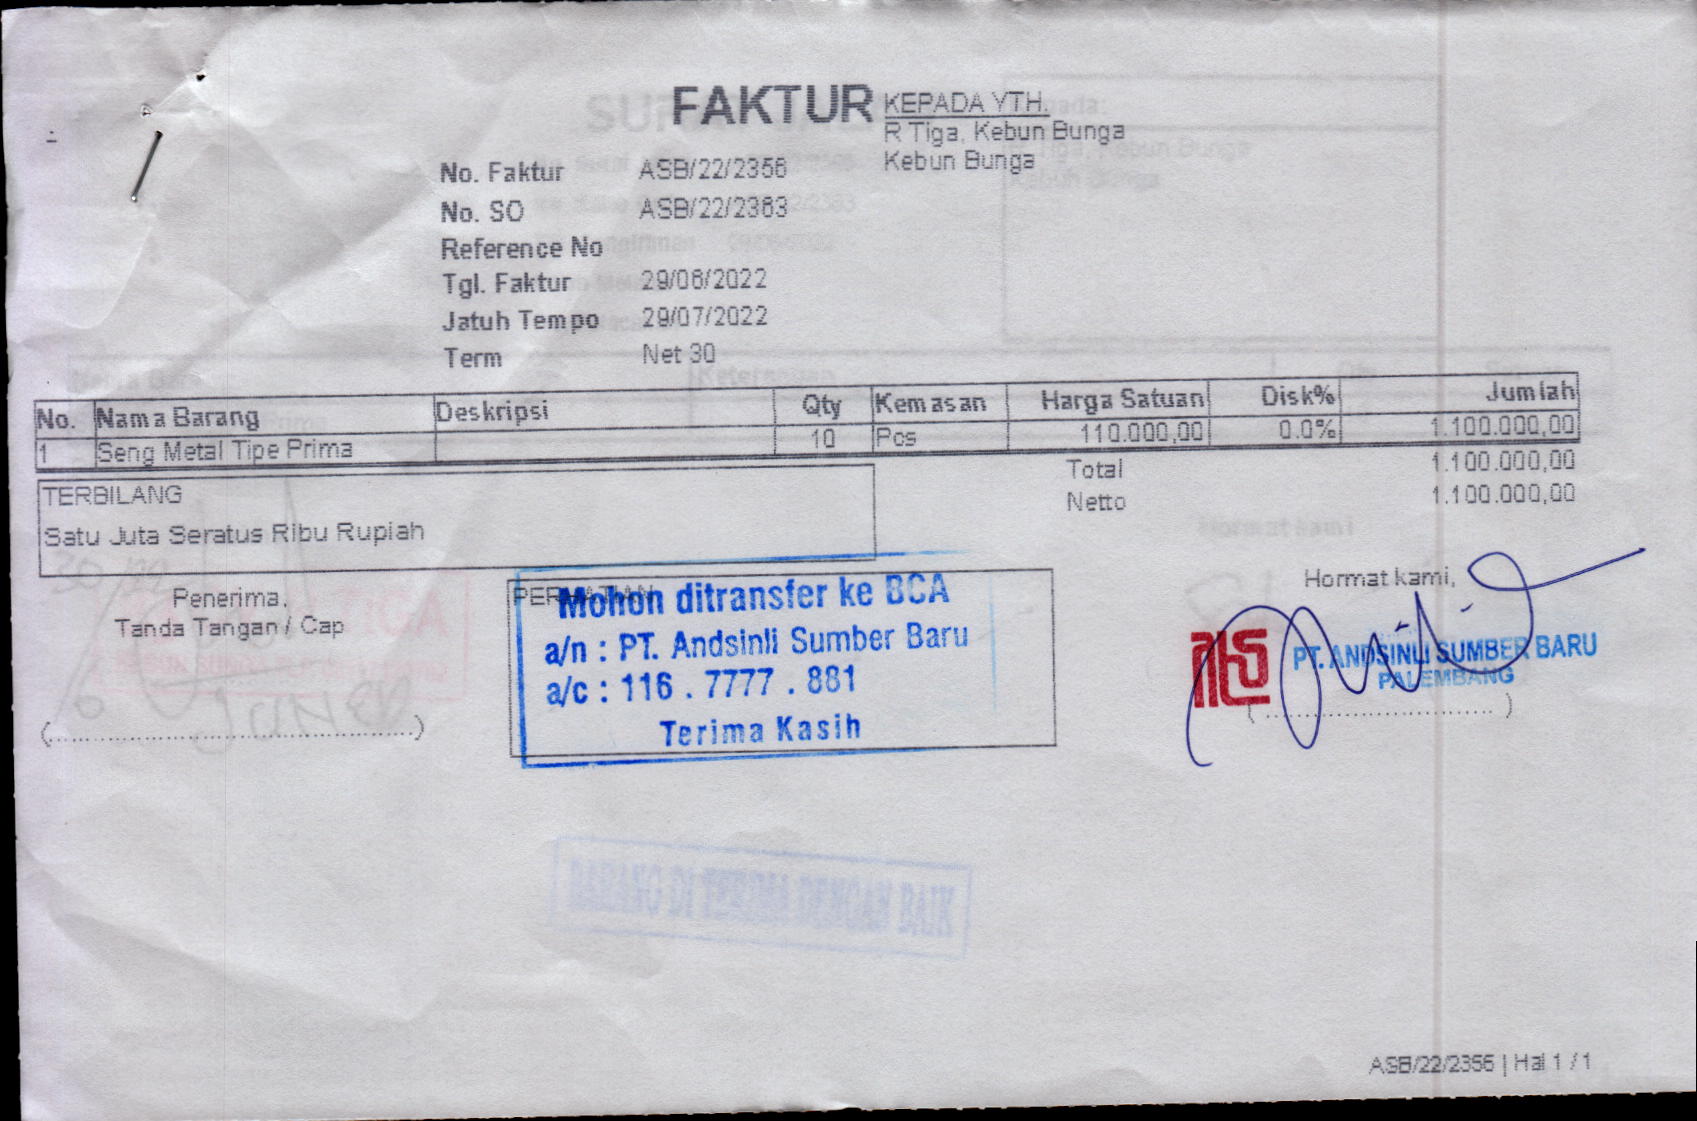 FAKTUR
KEPADA YTH.
R Tiga, Kebun Bunga
Kebun Bunga
No. Faktur ASB/22/2356
No. SO ASB/22/2363
Reference No
Tgl. Faktur 29/06/2022
Jatuh Tempo 29/07/2022
Term Net 30
No. Nama Barang Deskripsi Qty Kemasan Harga Satuan Disk% Jumlah
1 Seng Metal Tipe Prima 10 Pcs 110.000,00 0.0% 1.100.000,00
Total 1.100.000,00
Netto 1.100.000,00
TERBILANG
Satu Juta Seratus Ribu Rupiah
Penerima,
Tanda Tangan / Cap
(..............................................)
PERHATIAN
Mohon ditransfer ke BCA
a/n : PT. Andsinli Sumber Baru
a/c : 116 . 7777 . 881
Terima Kasih
Hormat kami,
PT. ANDSINLI SUMBER BARU
PALEMBANG
(..............................)
BARANG DI TERIMA DENGAN BAIK
ASB/22/2356 | Hal 1 / 1